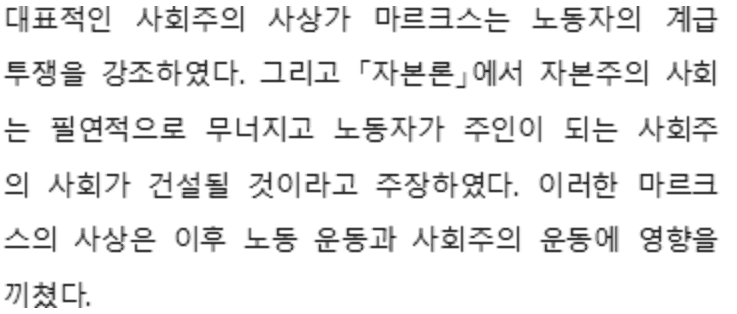 대표적인 사회주의 사상가 마르크스는 노동자의 계급
투쟁을 강조하였다. 그리고 「자본론」에서 자본주의 사회
는 필연적으로 무너지고 노동자가 주인이 되는 사회주
의 사회가 건설될 것이라고 주장하였다. 이러한 마르크
스의 사상은 이후 노동 운동과 사회주의 운동에 영향을
끼쳤다.